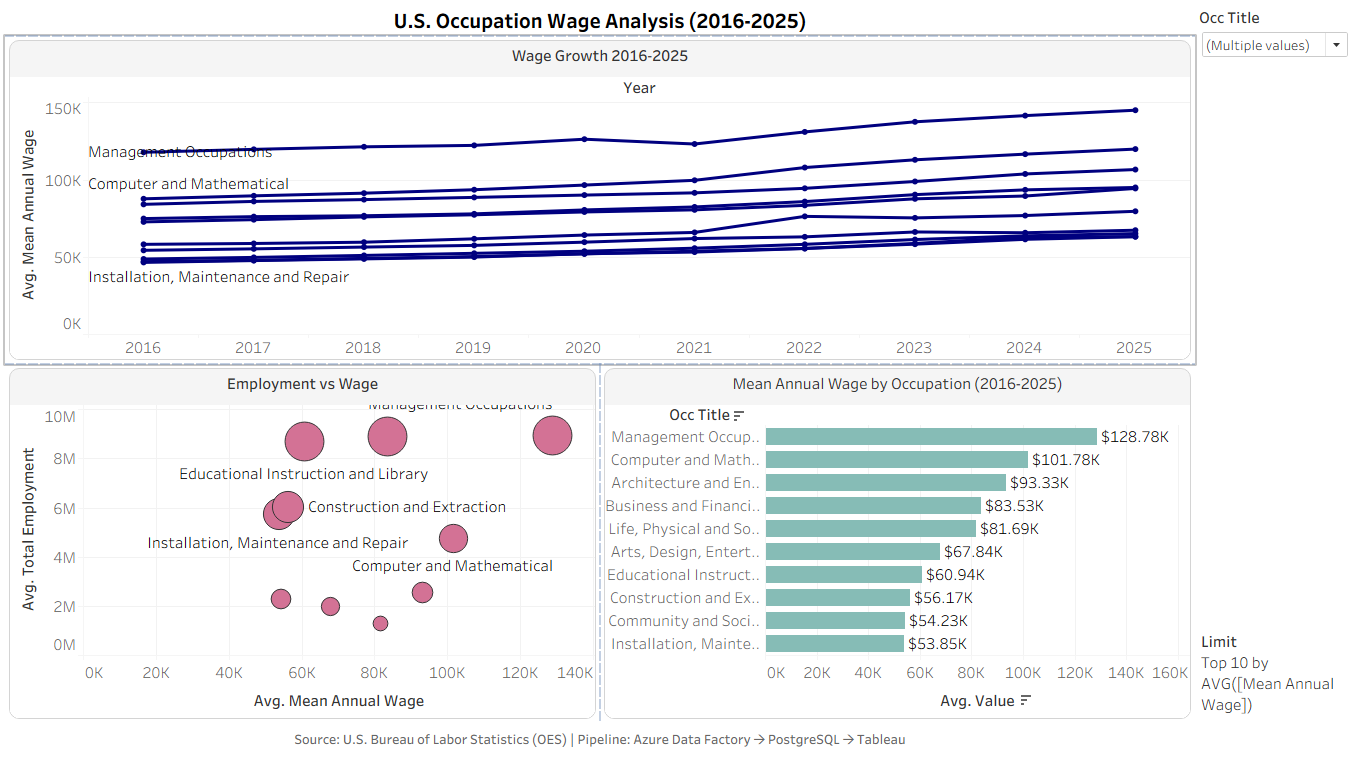 U.S. Occupation Wage Analysis (2016-2025)
Occ Title
(Multiple values)
Wage Growth 2016-2025
Year
Avg. Mean Annual Wage
150K
100K
50K
0K
Management Occupations
Computer and Mathematical
Installation, Maintenance and Repair
2016 2017 2018 2019 2020 2021 2022 2023 2024 2025
Employment vs Wage
Avg. Total Employment
10M
8M
6M
4M
2M
0M
Management Occupations
Educational Instruction and Library
Construction and Extraction
Installation, Maintenance and Repair
Computer and Mathematical
0K 20K 40K 60K 80K 100K 120K 140K
Avg. Mean Annual Wage
Mean Annual Wage by Occupation (2016-2025)
Occ Title
Management Occup.. $128.78K
Computer and Math.. $101.78K
Architecture and En.. $93.33K
Business and Financi.. $83.53K
Life, Physical and So.. $81.69K
Arts, Design, Entert.. $67.84K
Educational Instruct.. $60.94K
Construction and Ex.. $56.17K
Community and Soci.. $54.23K
Installation, Mainte.. $53.85K
0K 20K 40K 60K 80K 100K 120K 140K 160K
Avg. Value
Limit
Top 10 by
AVG([Mean Annual
Wage])
Source: U.S. Bureau of Labor Statistics (OES) | Pipeline: Azure Data Factory → PostgreSQL → Tableau